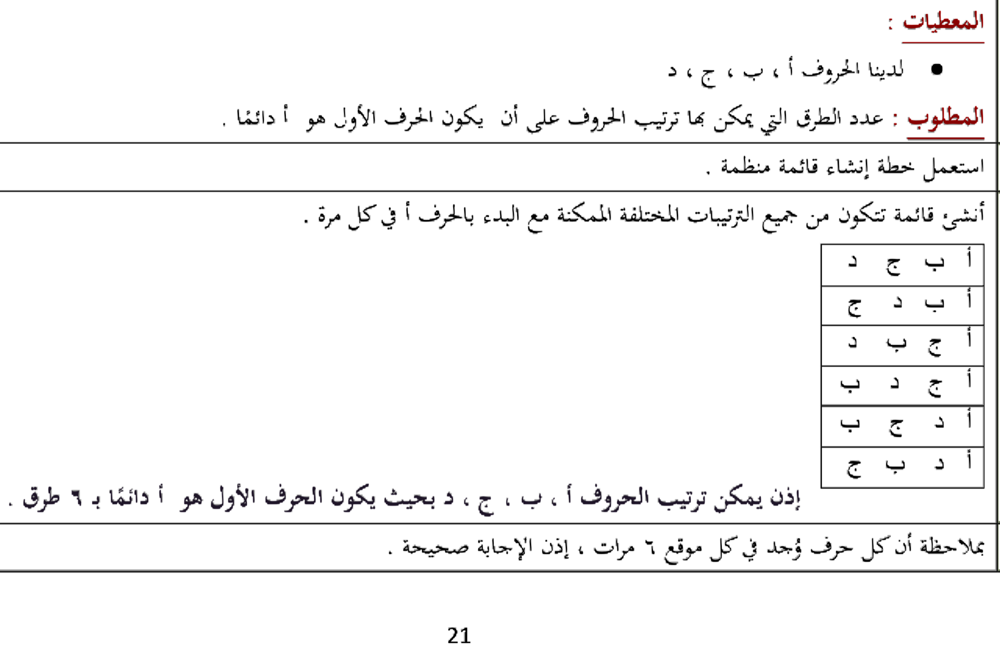 المعطيات :
● لدينا الحروف أ ، ب ، ج ، د
المطلوب : عدد الطرق التي يمكن بها ترتيب الحروف على أن يكون الحرف الأول هو أ دائمًا .
استعمل خطة إنشاء قائمة منظمة .
أنشئ قائمة تتكون من جميع الترتيبات المختلفة الممكنة مع البدء بالحرف أ في كل مرة .
أ ب ج د
أ ب د ج
أ ج ب د
أ ج د ب
أ د ج ب
أ د ب ج
إذن يمكن ترتيب الحروف أ ، ب ، ج ، د بحيث يكون الحرف الأول هو أ دائمًا بـ ٦ طرق .
بملاحظة أن كل حرف وُجد في كل موقع ٦ مرات ، إذن الإجابة صحيحة .
21